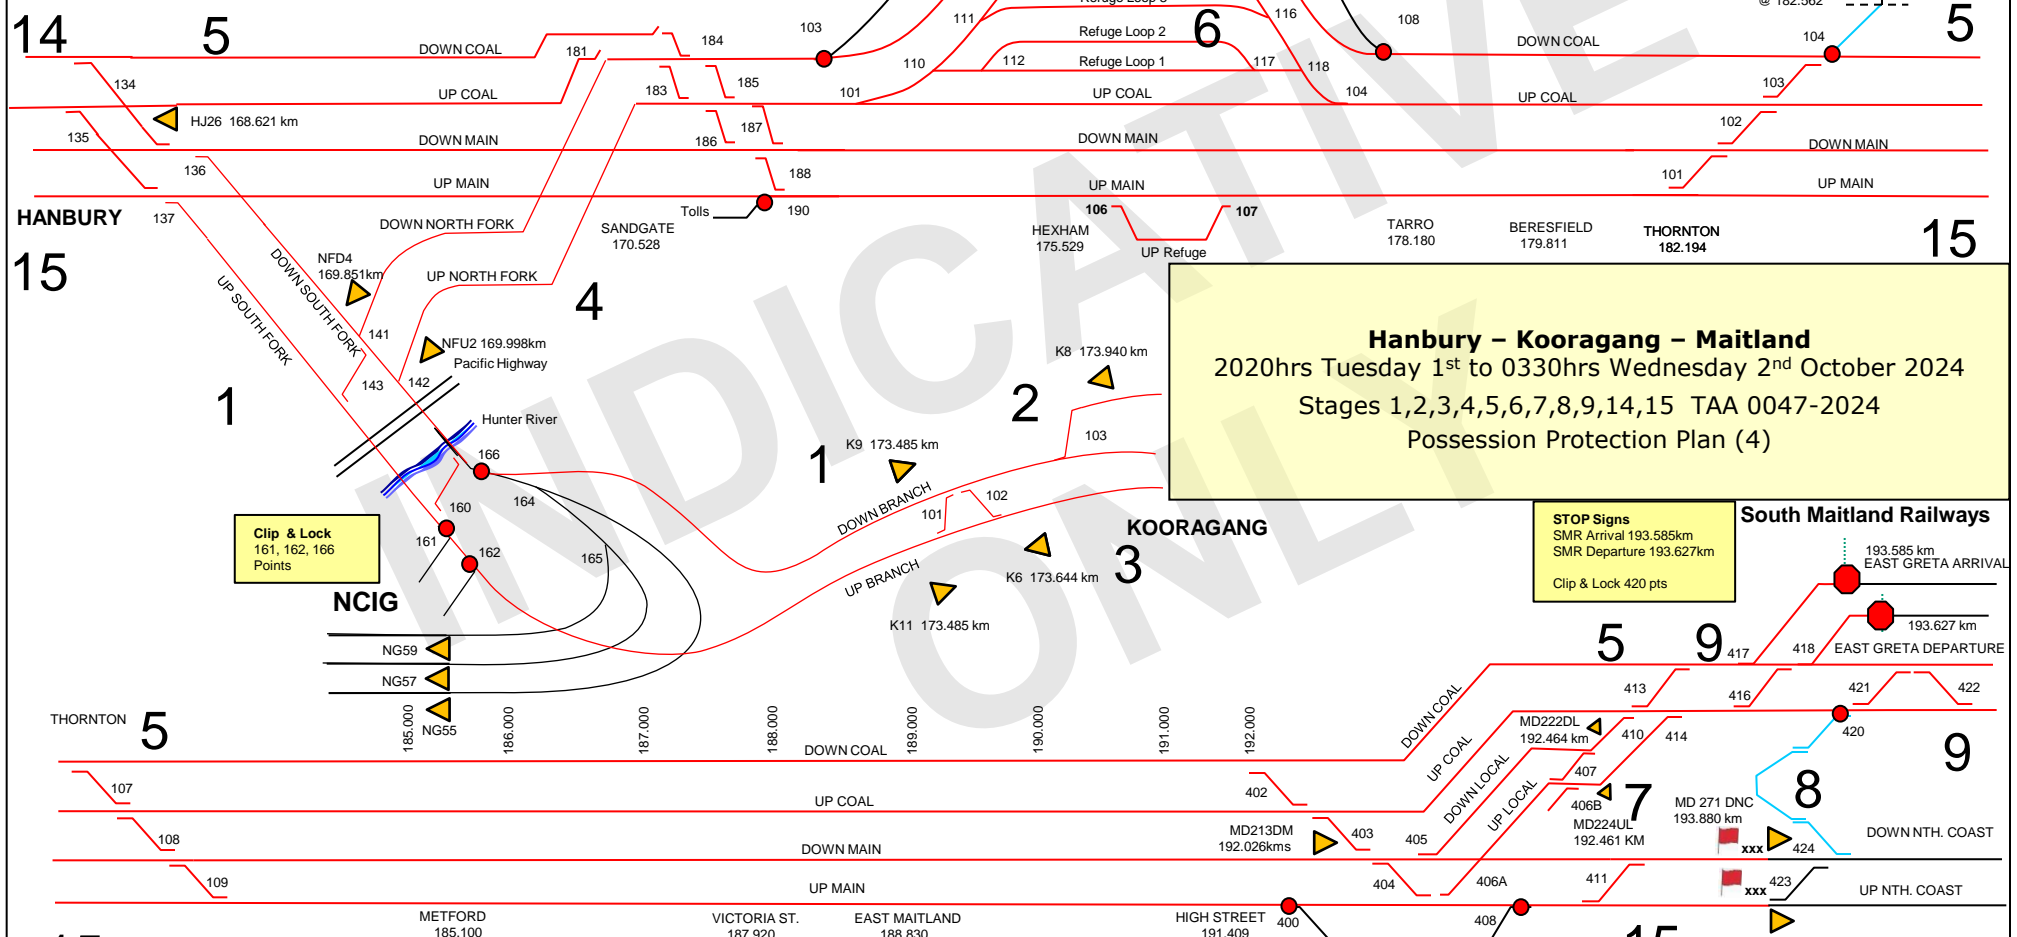 @ 182.562
14
5
DOWN COAL
181
184
103
111
110
112
Refuge Loop 2
Refuge Loop 1
6
116
117
118
108
DOWN COAL
104
5
134
UP COAL
183
185
101
UP COAL
104
UP COAL
103
HJ26 168.621 km
135
DOWN MAIN
186
187
DOWN MAIN
102
DOWN MAIN
136
UP MAIN
188
UP MAIN
101
UP MAIN
HANBURY
137
DOWN NORTH FORK
Tolls
190
106
107
SANDGATE
170.528
HEXHAM
175.529
UP Refuge
TARRO
178.180
BERESFIELD
179.811
THORNTON
182.194
15
15
NFD4
169.851km
DOWN SOUTH FORK
UP SOUTH FORK
UP NORTH FORK
4
141
NFU2 169.998km
Pacific Highway
143
142
1
Hunter River
INDICATIVE
ONLY
Hanbury – Kooragang – Maitland
2020hrs Tuesday 1st to 0330hrs Wednesday 2nd October 2024
Stages 1,2,3,4,5,6,7,8,9,14,15 TAA 0047-2024
Possession Protection Plan (4)
K8 173.940 km
2
103
1
K9 173.485 km
166
164
160
161
162
165
DOWN BRANCH
101
102
UP BRANCH
KOORAGANG
3
K6 173.644 km
K11 173.485 km
Clip & Lock
161, 162, 166
Points
NCIG
NG59
NG57
NG55
STOP Signs
SMR Arrival 193.585km
SMR Departure 193.627km
Clip & Lock 420 pts
South Maitland Railways
193.585 km
EAST GRETA ARRIVAL
193.627 km
EAST GRETA DEPARTURE
5
9
417
418
413
416
421
422
THORNTON
5
185.000
186.000
187.000
188.000
189.000
190.000
191.000
192.000
DOWN COAL
DOWN COAL
UP COAL
DOWN LOCAL
UP LOCAL
MD222DL
192.464 km
410
414
420
9
107
UP COAL
402
407
406B
7
8
MD224UL
192.461 KM
MD 271 DNC
193.880 km
108
DOWN MAIN
MD213DM
192.026kms
403
405
xxx
424
DOWN NTH. COAST
109
UP MAIN
404
406A
411
xxx
423
UP NTH. COAST
METFORD
185.100
VICTORIA ST.
187.920
EAST MAITLAND
188.830
HIGH STREET
191.409
400
408
15